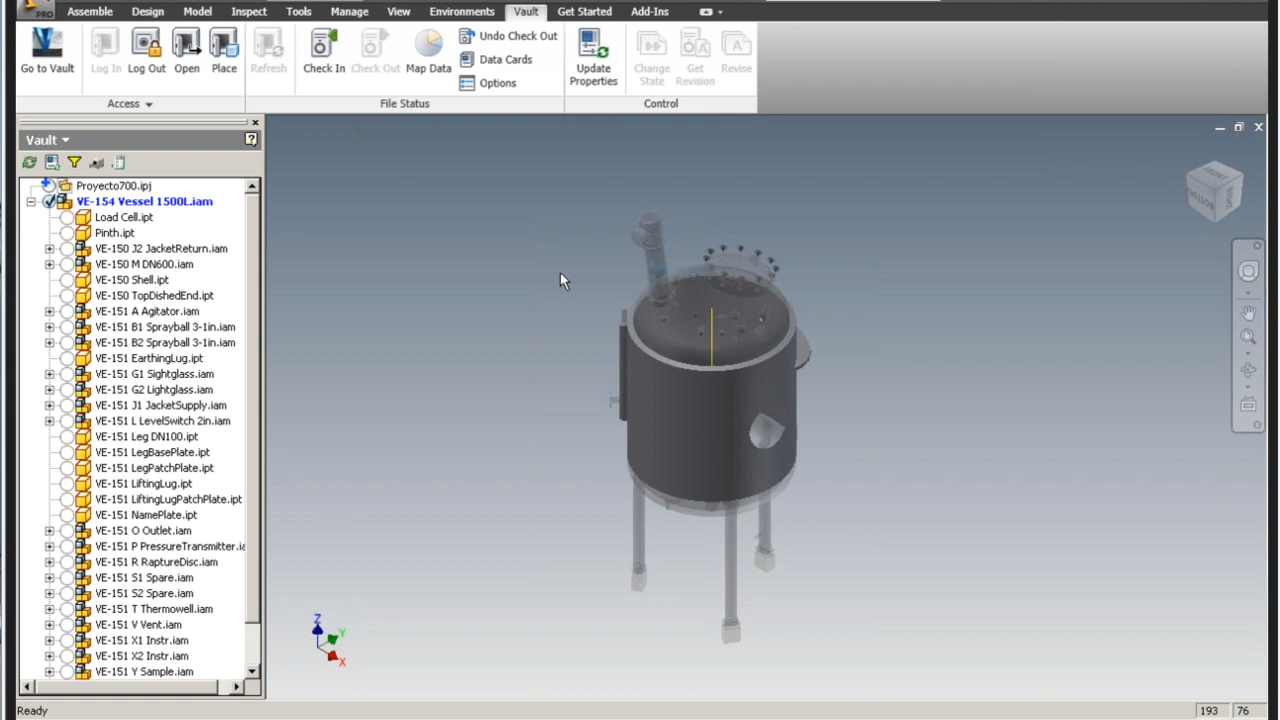 PRO
Assemble Design Model Inspect Tools Manage View Environments Vault Get Started Add-Ins
Go to Vault
Log In
Log Out
Open
Place
Refresh
Check In
Check Out
Map Data
Undo Check Out
Data Cards
Options
Update Properties
Change State
Get Revision
Revise
Access
File Status
Control
Vault
Proyecto700.ipj
VE-154 Vessel 1500L.iam
Load Cell.ipt
Pinth.ipt
VE-150 J2 JacketReturn.iam
VE-150 M DN600.iam
VE-150 Shell.ipt
VE-150 TopDishedEnd.ipt
VE-151 A Agitator.iam
VE-151 B1 Sprayball 3-1in.iam
VE-151 B2 Sprayball 3-1in.iam
VE-151 EarthingLug.ipt
VE-151 G1 Sightglass.iam
VE-151 G2 Lightglass.iam
VE-151 J1 JacketSupply.iam
VE-151 L LevelSwitch 2in.iam
VE-151 Leg DN100.ipt
VE-151 LegBasePlate.ipt
VE-151 LegPatchPlate.ipt
VE-151 LiftingLug.ipt
VE-151 LiftingLugPatchPlate.ipt
VE-151 NamePlate.ipt
VE-151 O Outlet.iam
VE-151 P PressureTransmitter.ia
VE-151 R RaptureDisc.iam
VE-151 S1 Spare.iam
VE-151 S2 Spare.iam
VE-151 T Thermowell.iam
VE-151 V Vent.iam
VE-151 X1 Instr.iam
VE-151 X2 Instr.iam
VE-151 Y Sample.iam
Z
Y
X
Ready
193 76